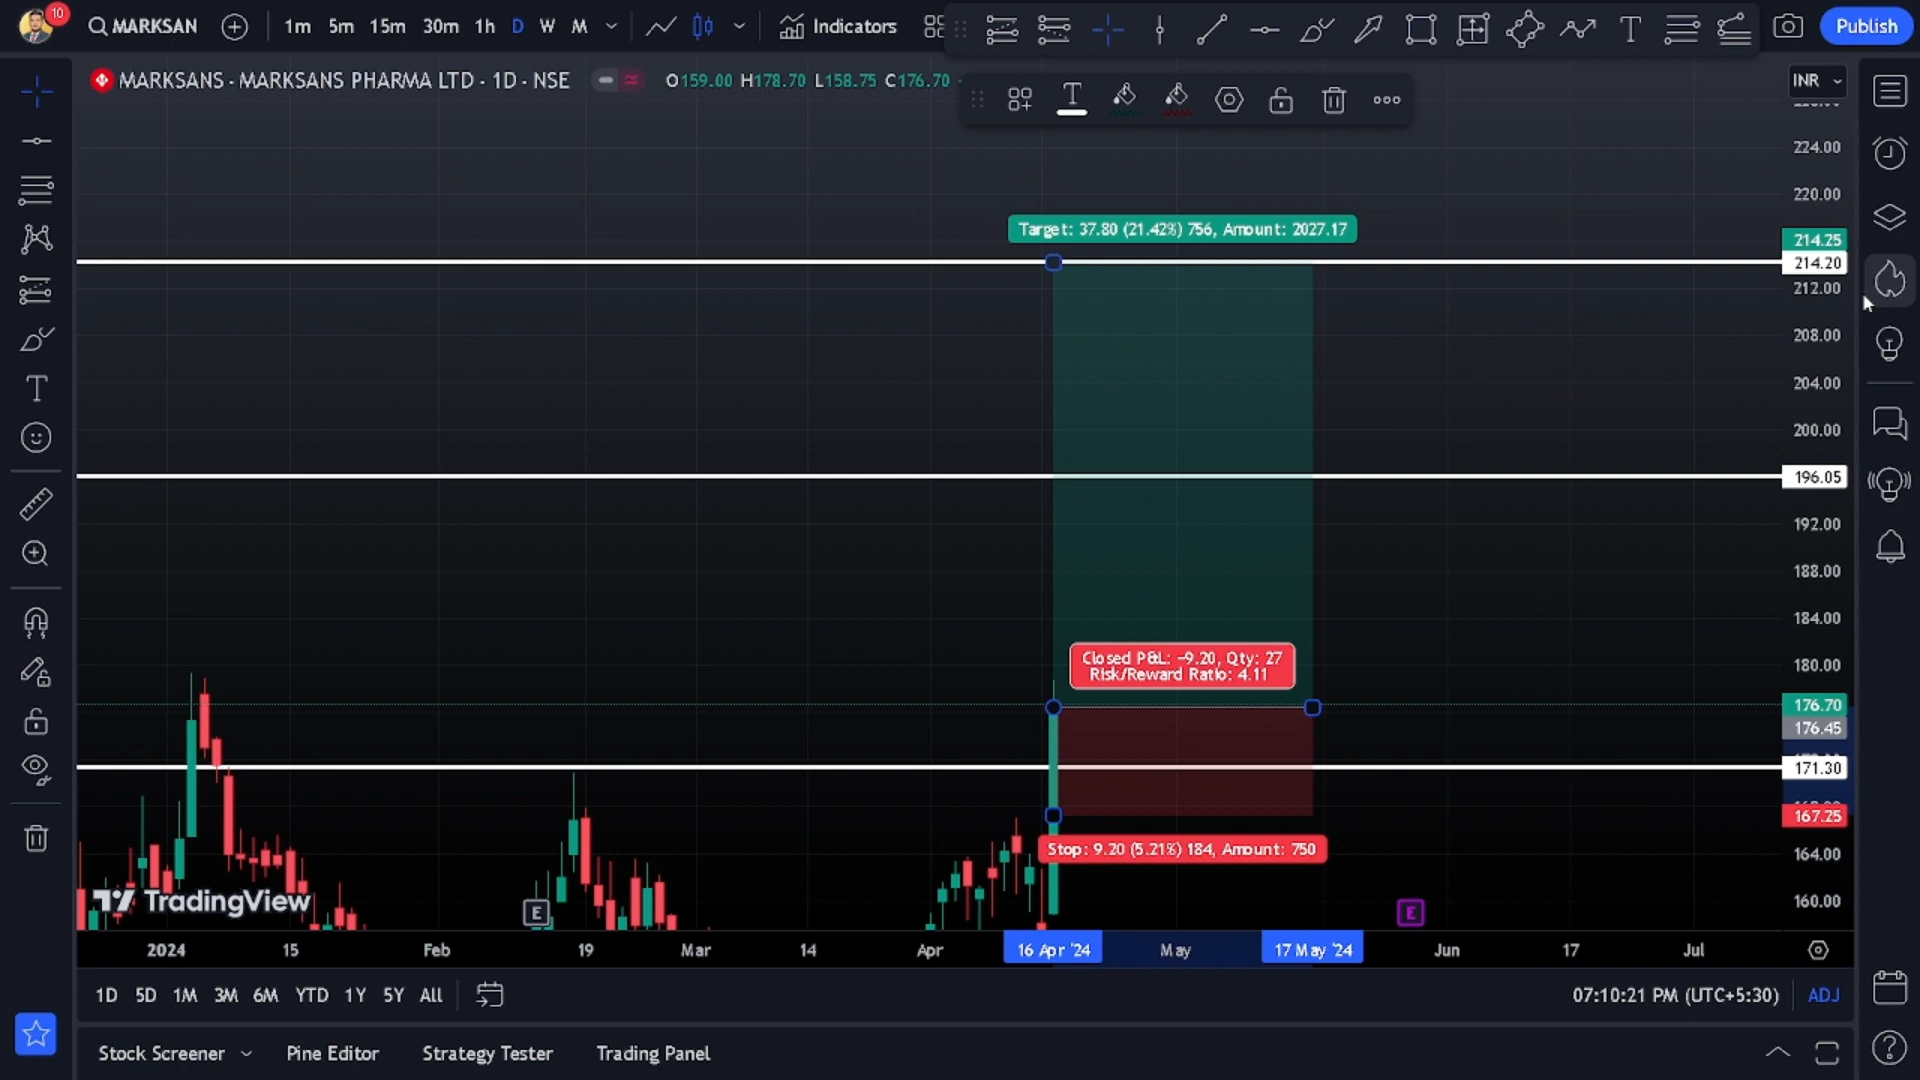 10
MARKSAN
1m 5m 15m 30m 1h D W M
Indicators
Publish
MARKSANS · MARKSANS PHARMA LTD · 1D · NSE
O159.00 H178.70 L158.75 C176.70
INR
224.00
220.00
Target: 37.80 (21.42%) 756, Amount: 2027.17
214.25
214.20
212.00
208.00
204.00
200.00
196.05
192.00
188.00
184.00
Closed P&L: −9.20, Qty: 27
Risk/Reward Ratio: 4.11
180.00
176.70
176.45
171.30
167.25
Stop: 9.20 (5.21%) 184, Amount: 750
164.00
160.00
TradingView
E
E
2024 15 Feb 19 Mar 14 Apr 16 Apr '24 May 17 May '24 Jun 17 Jul
1D 5D 1M 3M 6M YTD 1Y 5Y All
07:10:21 PM (UTC+5:30) ADJ
Stock Screener Pine Editor Strategy Tester Trading Panel